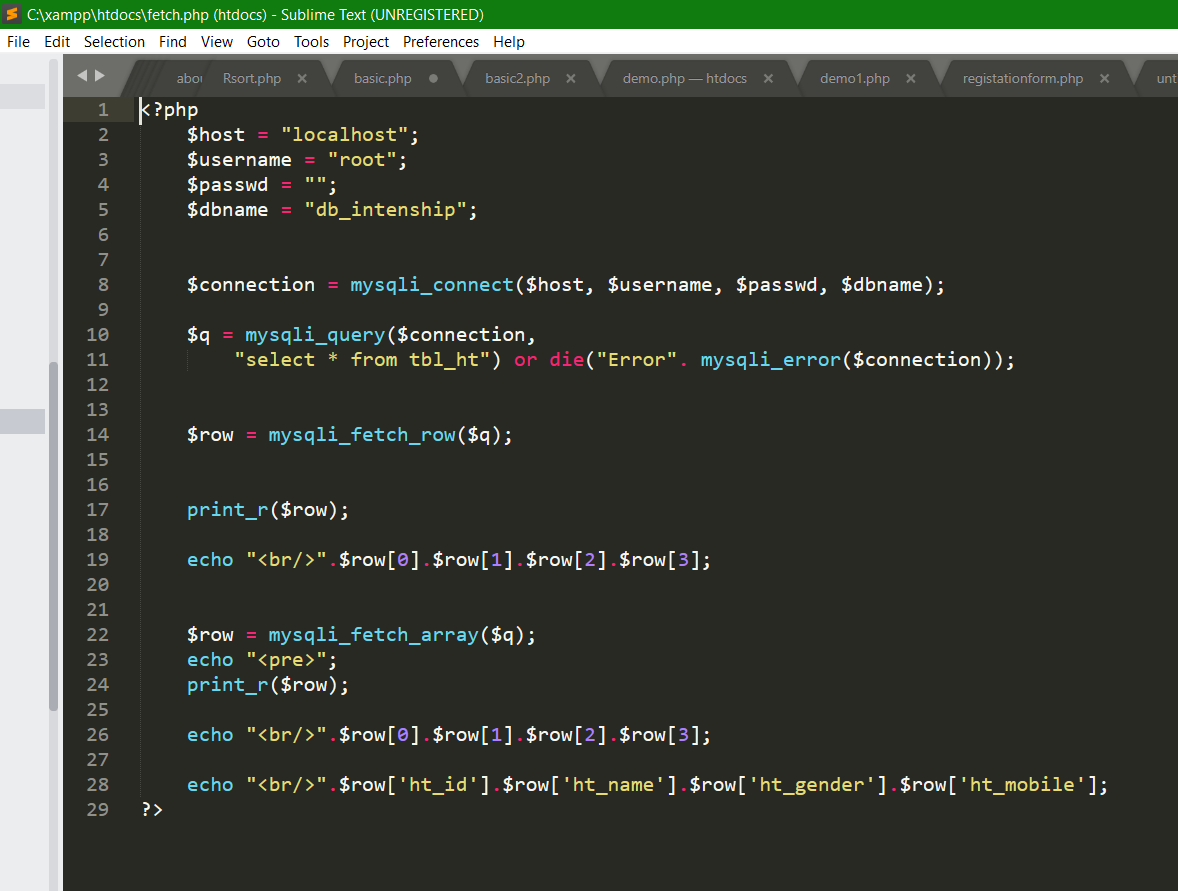 C:\xampp\htdocs\fetch.php (htdocs) - Sublime Text (UNREGISTERED)
File Edit Selection Find View Goto Tools Project Preferences Help
abou Rsort.php × basic.php ● basic2.php × demo.php — htdocs × demo1.php × registationform.php × unt
1 <?php
2 $host = "localhost";
3 $username = "root";
4 $passwd = "";
5 $dbname = "db_intenship";
6
7
8 $connection = mysqli_connect($host, $username, $passwd, $dbname);
9
10 $q = mysqli_query($connection,
11 "select * from tbl_ht") or die("Error". mysqli_error($connection));
12
13
14 $row = mysqli_fetch_row($q);
15
16
17 print_r($row);
18
19 echo "<br/>".$row[0].$row[1].$row[2].$row[3];
20
21
22 $row = mysqli_fetch_array($q);
23 echo "<pre>";
24 print_r($row);
25
26 echo "<br/>".$row[0].$row[1].$row[2].$row[3];
27
28 echo "<br/>".$row['ht_id'].$row['ht_name'].$row['ht_gender'].$row['ht_mobile'];
29 ?>